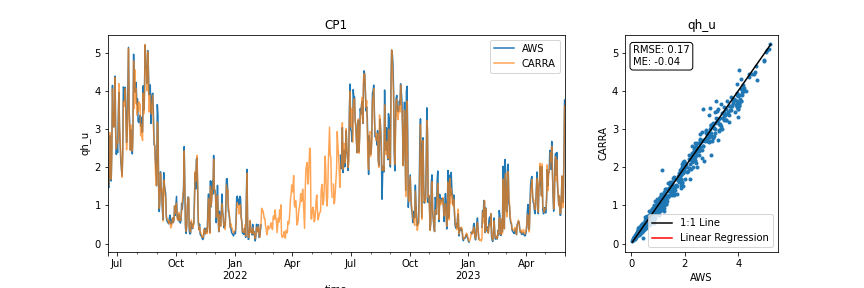 CP1
qh_u
5
4
3
2
1
0
qh_u
AWS
CARRA
Jul
Oct
Jan
2022
Apr
Jul
Oct
Jan
2023
Apr
qh_u
5
4
3
2
1
0
CARRA
RMSE: 0.17
ME: -0.04
1:1 Line
Linear Regression
0
2
4
AWS